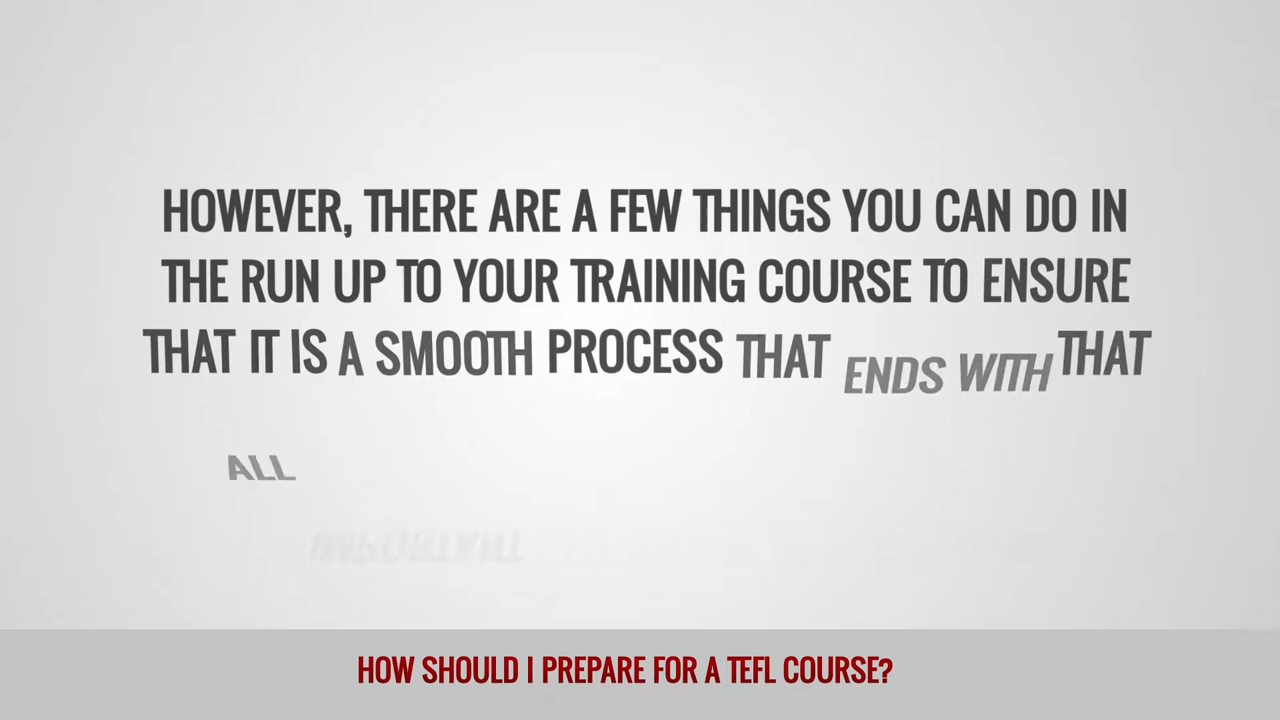 HOWEVER, THERE ARE A FEW THINGS YOU CAN DO IN
THE RUN UP TO YOUR TRAINING COURSE TO ENSURE
THAT IT IS A SMOOTH PROCESS THAT ENDS WITH THAT
ALL
IMPORTANT
HOW SHOULD I PREPARE FOR A TEFL COURSE?